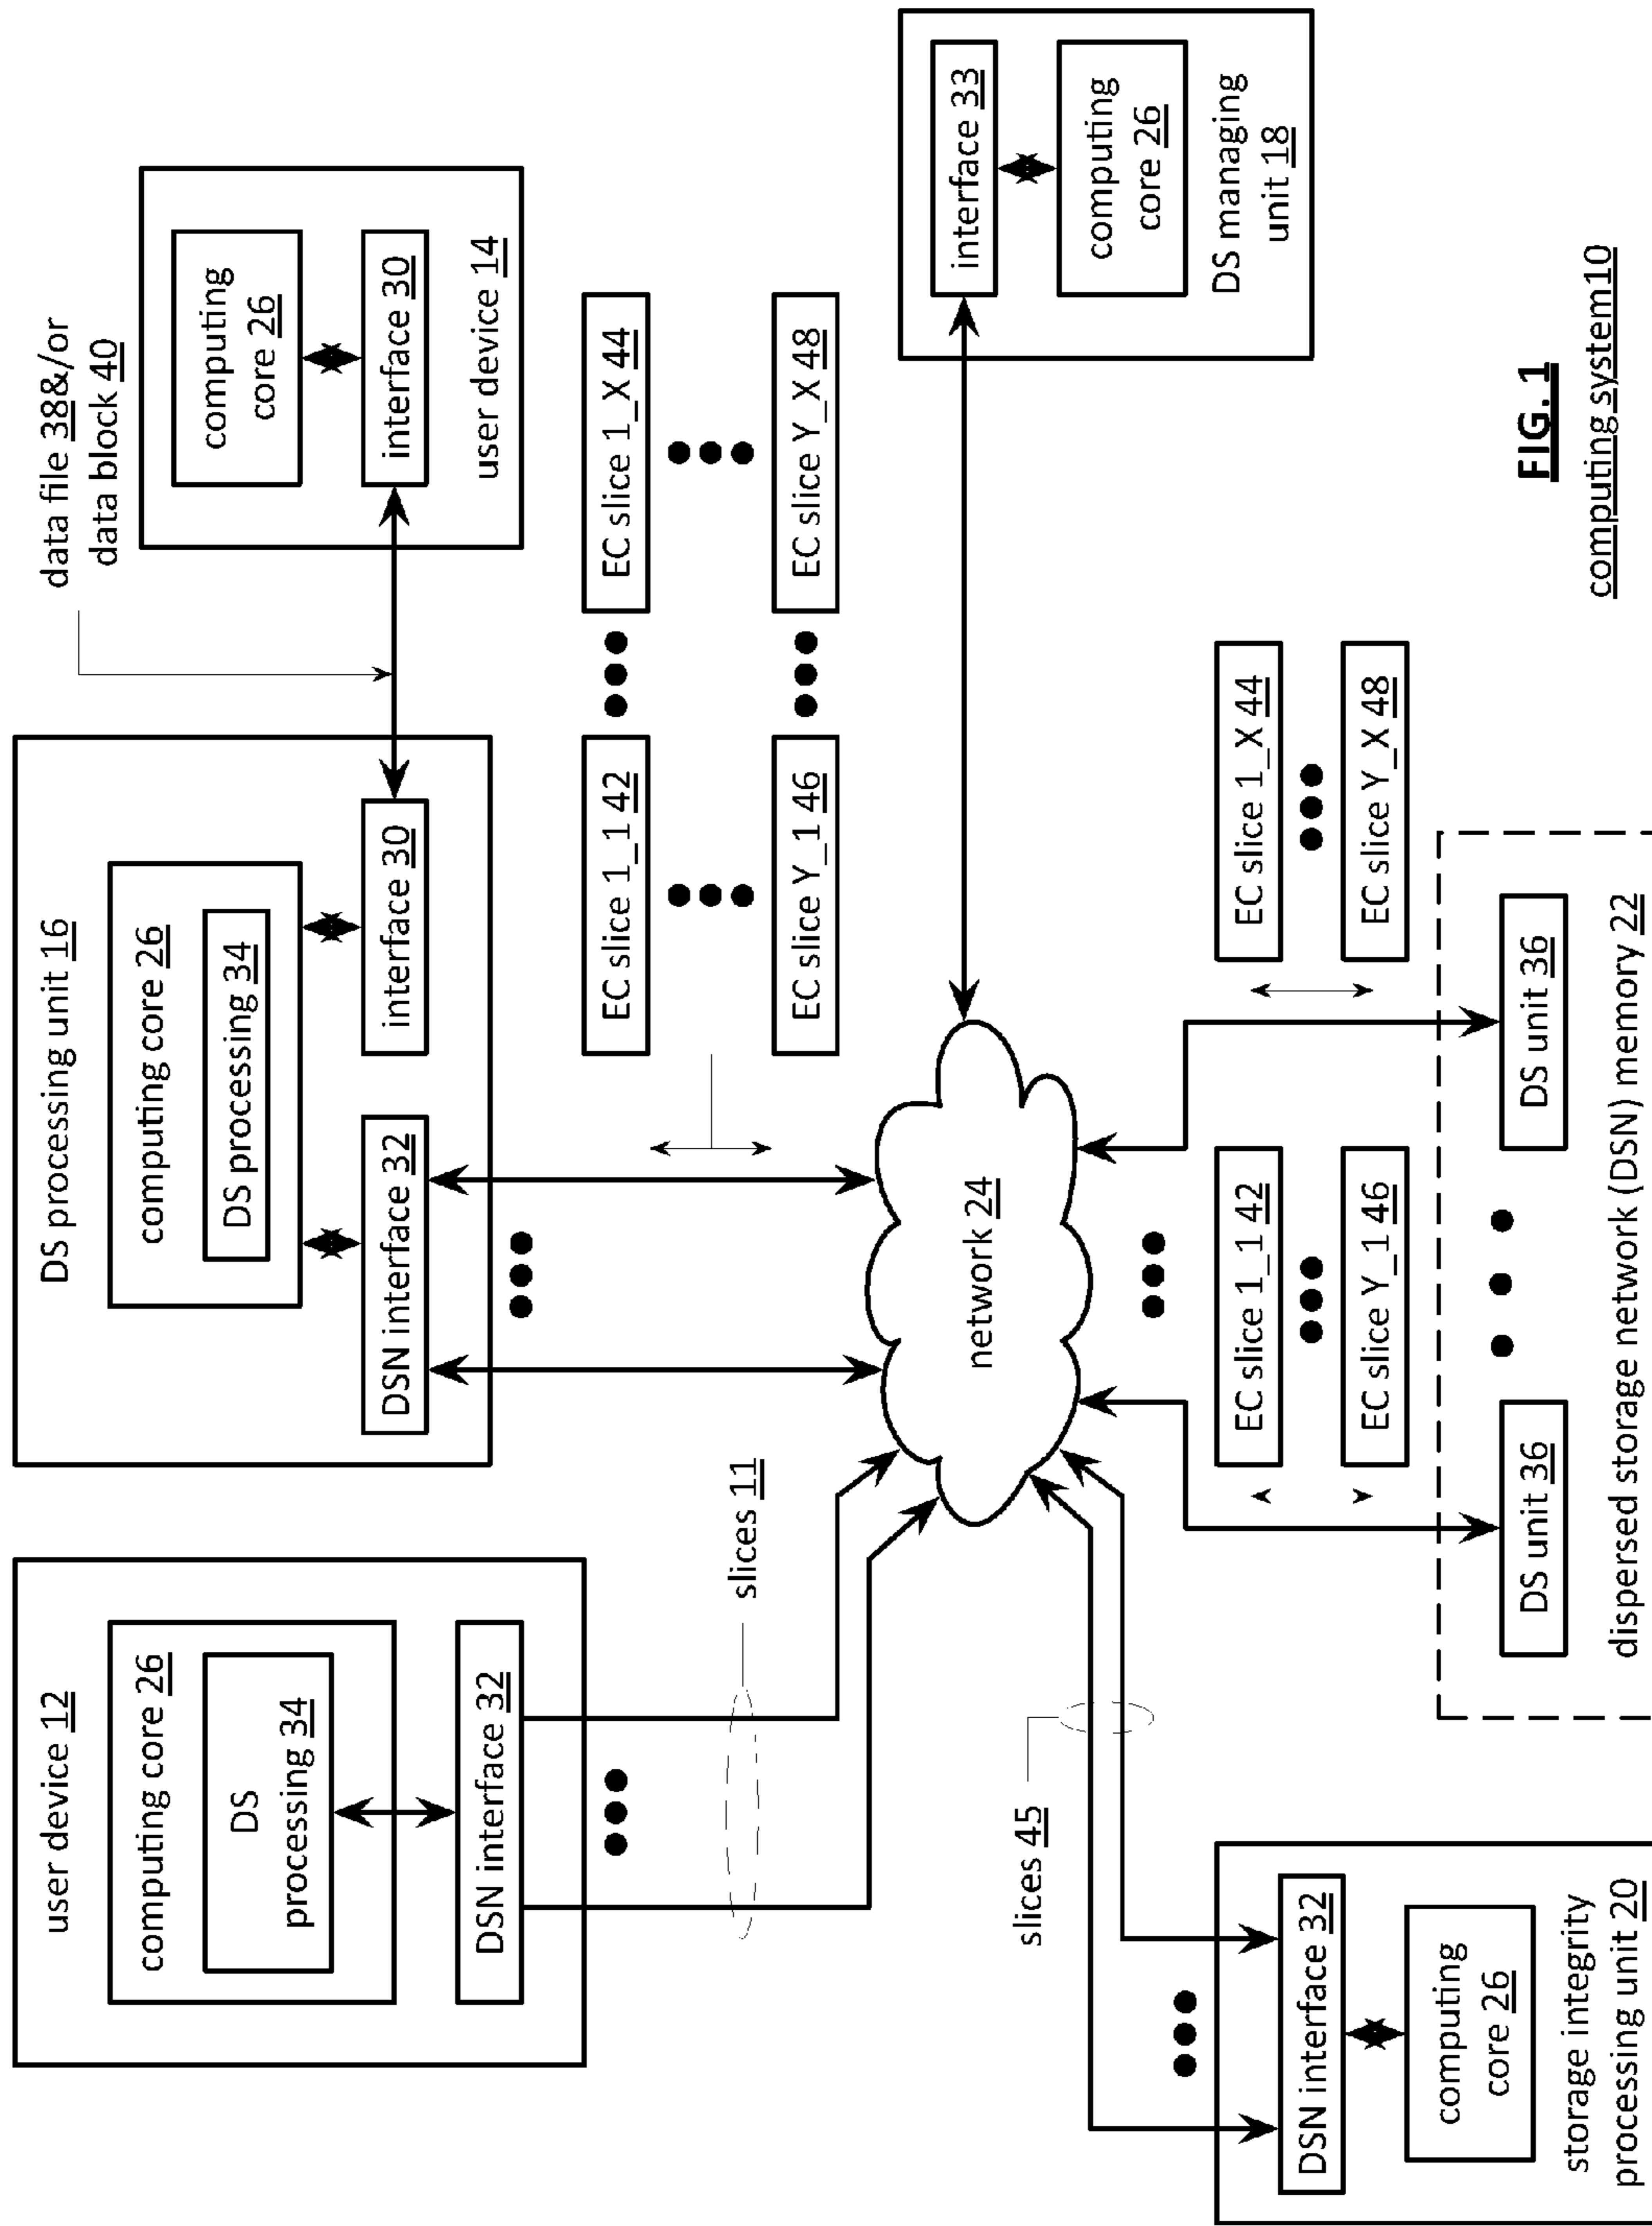 user device 12
computing core 26
DS
processing 34
DSN interface 32
DS processing unit 16
computing core 26
DS processing 34
DSN interface 32
interface 30
data file 38&/or
data block 40
computing
core 26
interface 30
user device 14
slices 11
EC slice 1_1 42
EC slice 1_X 44
EC slice Y_1 46
EC slice Y_X 48
network 24
interface 33
computing
core 26
DS managing
unit 18
slices 45
DSN interface 32
computing
core 26
storage integrity
processing unit 20
EC slice 1_1 42
EC slice Y_1 46
EC slice 1_X 44
EC slice Y_X 48
DS unit 36
DS unit 36
dispersed storage network (DSN) memory 22
FIG. 1
computing system10